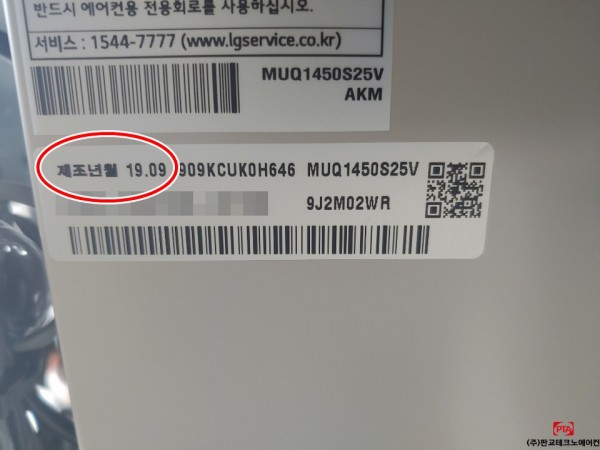 반드시 에어컨용 전용회로를 사용하십시오.
서비스 : 1544-7777 (www.lgservice.co.kr)
MUQ1450S25V
AKM
제조년월 19.09 909KCUK0H646 MUQ1450S25V
9J2M02WR
PTA
(주)판교테크노에어컨